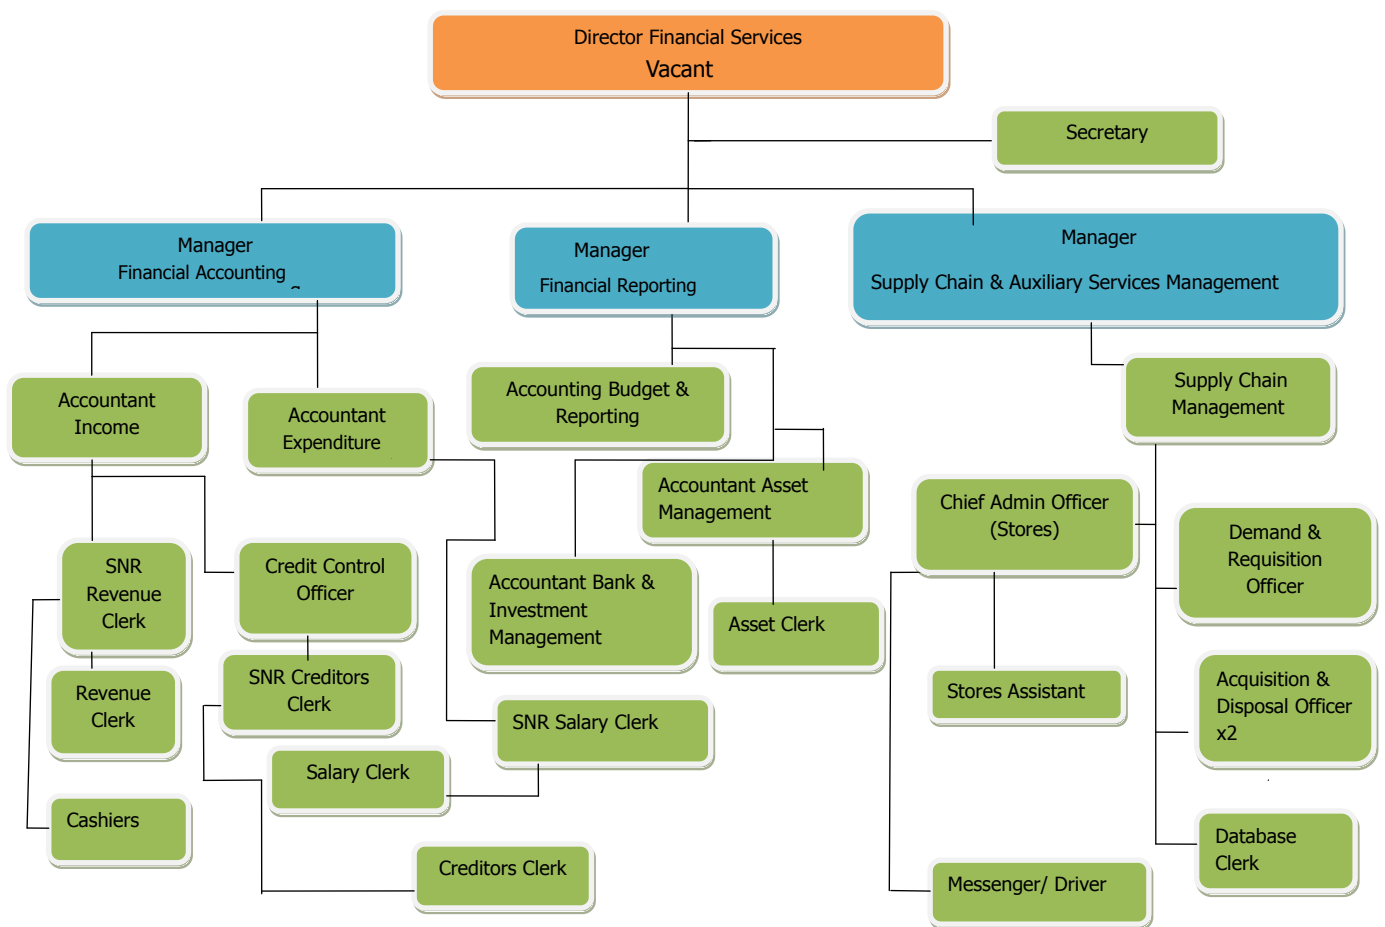 Director Financial Services
Vacant
Secretary
Manager
Financial Accounting
Manager
Financial Reporting
Manager
Supply Chain & Auxiliary Services Management
Accountant
Income
Accountant
Expenditure
Accounting Budget &
Reporting
Supply Chain
Management
Accountant Asset
Management
Chief Admin Officer
(Stores)
Demand &
Requisition
Officer
SNR
Revenue
Clerk
Credit Control
Officer
Accountant Bank &
Investment
Management
Asset Clerk
Revenue
Clerk
SNR Creditors
Clerk
SNR Salary Clerk
Stores Assistant
Acquisition &
Disposal Officer
x2
Salary Clerk
Cashiers
Database
Clerk
Creditors Clerk
Messenger/ Driver